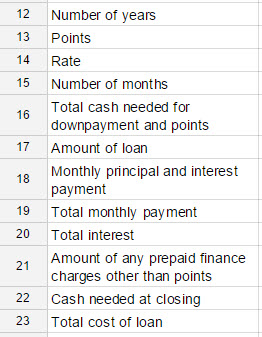 12 Number of years
13 Points
14 Rate
15 Number of months
16 Total cash needed for
downpayment and points
17 Amount of loan
18 Monthly principal and interest
payment
19 Total monthly payment
20 Total interest
21 Amount of any prepaid finance
charges other than points
22 Cash needed at closing
23 Total cost of loan